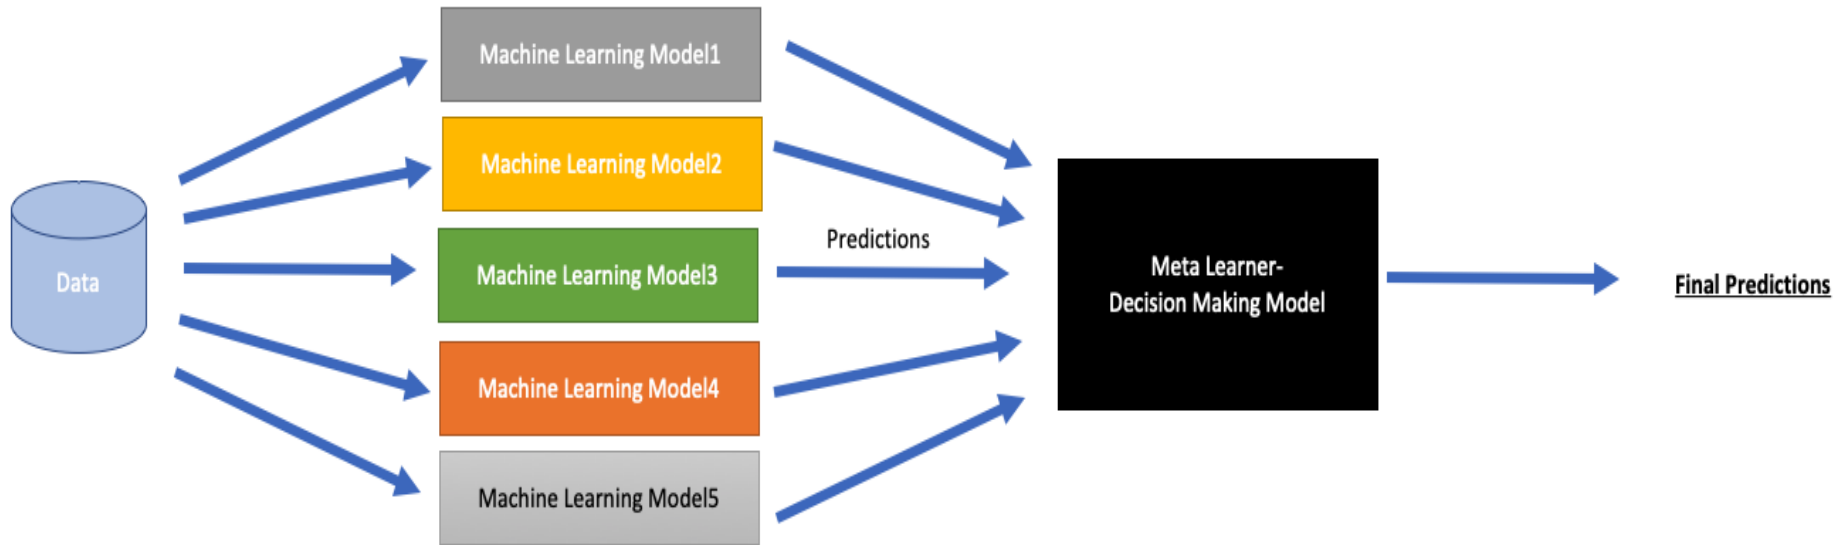 Machine Learning Model1
Machine Learning Model2
Data
Predictions
Machine Learning Model3
Machine Learning Model4
Machine Learning Model5
Meta Learner-
Decision Making Model
Final Predictions